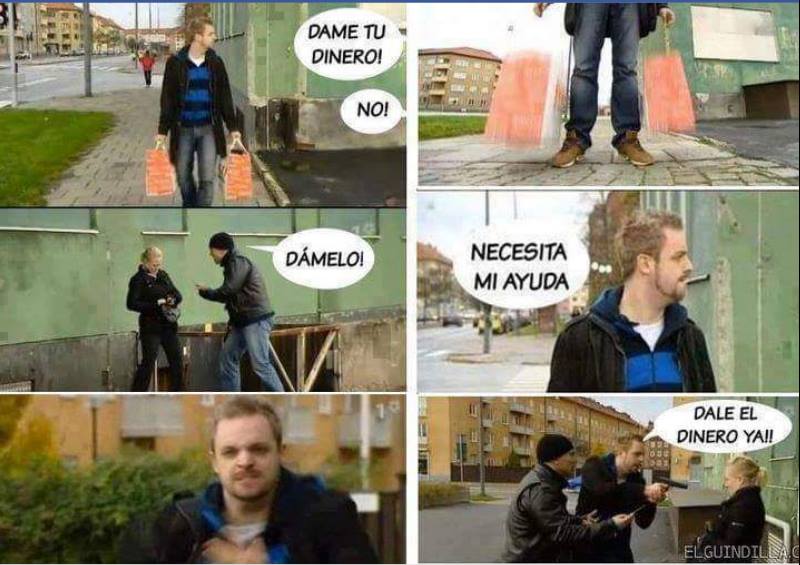 DAME TU
DINERO!
NO!
DÁMELO!
NECESITA
MI AYUDA
DALE EL
DINERO YA!!
ELGUINDILLA.C